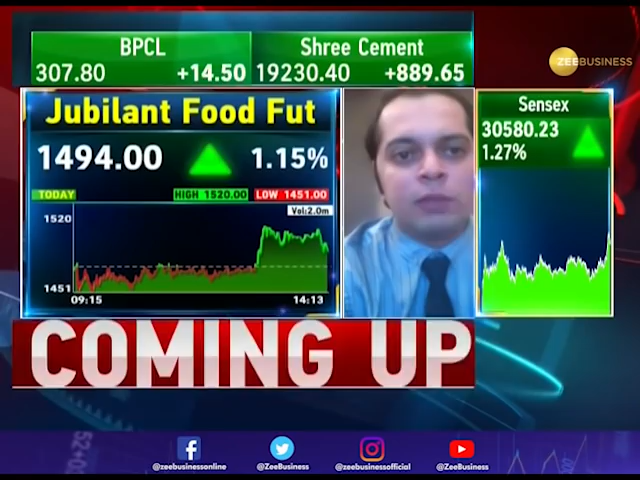 BPCL
307.80 +14.50
Shree Cement
19230.40 +889.65
ZEEBUSINESS
Jubilant Food Fut
1494.00 1.15%
TODAY HIGH 1520.00 LOW 1451.00
Vol:2.0m
1520
1451
09:15 14:13
Sensex
30580.23
1.27%
COMING UP
@zeebusinessonline @ZeeBusiness @zeebusinessofficial @ZeeBusiness